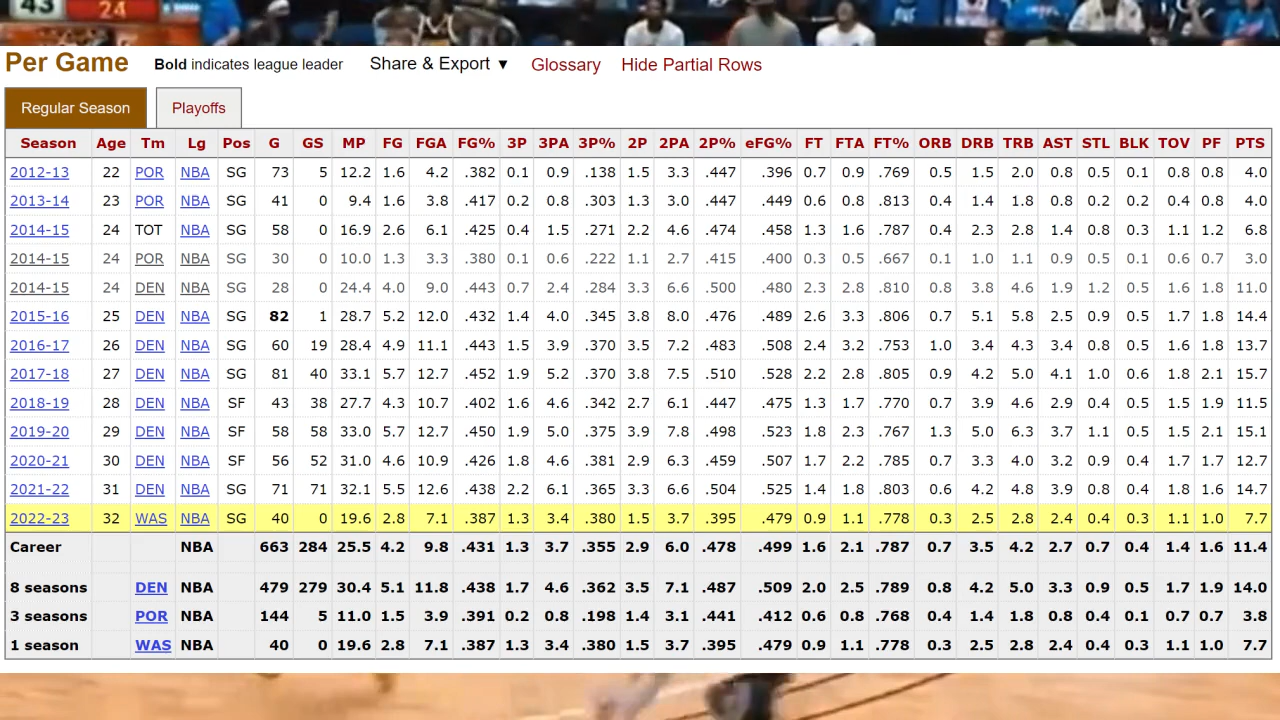 43 24
Per Game Bold indicates league leader Share & Export ▼ Glossary Hide Partial Rows
Regular Season Playoffs
Season Age Tm Lg Pos G GS MP FG FGA FG% 3P 3PA 3P% 2P 2PA 2P% eFG% FT FTA FT% ORB DRB TRB AST STL BLK TOV PF PTS
2012-13 22 POR NBA SG 73 5 12.2 1.6 4.2 .382 0.1 0.9 .138 1.5 3.3 .447 .396 0.7 0.9 .769 0.5 1.5 2.0 0.8 0.5 0.1 0.8 0.8 4.0
2013-14 23 POR NBA SG 41 0 9.4 1.6 3.8 .417 0.2 0.8 .303 1.3 3.0 .447 .449 0.6 0.8 .813 0.4 1.4 1.8 0.8 0.2 0.2 0.4 0.8 4.0
2014-15 24 TOT NBA SG 58 0 16.9 2.6 6.1 .425 0.4 1.5 .271 2.2 4.6 .474 .458 1.3 1.6 .787 0.4 2.3 2.8 1.4 0.8 0.3 1.1 1.2 6.8
2014-15 24 POR NBA SG 30 0 10.0 1.3 3.3 .380 0.1 0.6 .222 1.1 2.7 .415 .400 0.3 0.5 .667 0.1 1.0 1.1 0.9 0.5 0.1 0.6 0.7 3.0
2014-15 24 DEN NBA SG 28 0 24.4 4.0 9.0 .443 0.7 2.4 .284 3.3 6.6 .500 .480 2.3 2.8 .810 0.8 3.8 4.6 1.9 1.2 0.5 1.6 1.8 11.0
2015-16 25 DEN NBA SG 82 1 28.7 5.2 12.0 .432 1.4 4.0 .345 3.8 8.0 .476 .489 2.6 3.3 .806 0.7 5.1 5.8 2.5 0.9 0.5 1.7 1.8 14.4
2016-17 26 DEN NBA SG 60 19 28.4 4.9 11.1 .443 1.5 3.9 .370 3.5 7.2 .483 .508 2.4 3.2 .753 1.0 3.4 4.3 3.4 0.8 0.5 1.6 1.8 13.7
2017-18 27 DEN NBA SG 81 40 33.1 5.7 12.7 .452 1.9 5.2 .370 3.8 7.5 .510 .528 2.2 2.8 .805 0.9 4.2 5.0 4.1 1.0 0.6 1.8 2.1 15.7
2018-19 28 DEN NBA SF 43 38 27.7 4.3 10.7 .402 1.6 4.6 .342 2.7 6.1 .447 .475 1.3 1.7 .770 0.7 3.9 4.6 2.9 0.4 0.5 1.5 1.9 11.5
2019-20 29 DEN NBA SF 58 58 33.0 5.7 12.7 .450 1.9 5.0 .375 3.9 7.8 .498 .523 1.8 2.3 .767 1.3 5.0 6.3 3.7 1.1 0.5 1.5 2.1 15.1
2020-21 30 DEN NBA SF 56 52 31.0 4.6 10.9 .426 1.8 4.6 .381 2.9 6.3 .459 .507 1.7 2.2 .785 0.7 3.3 4.0 3.2 0.9 0.4 1.7 1.7 12.7
2021-22 31 DEN NBA SG 71 71 32.1 5.5 12.6 .438 2.2 6.1 .365 3.3 6.6 .504 .525 1.4 1.8 .803 0.6 4.2 4.8 3.9 0.8 0.4 1.8 1.6 14.7
2022-23 32 WAS NBA SG 40 0 19.6 2.8 7.1 .387 1.3 3.4 .380 1.5 3.7 .395 .479 0.9 1.1 .778 0.3 2.5 2.8 2.4 0.4 0.3 1.1 1.0 7.7
Career NBA 663 284 25.5 4.2 9.8 .431 1.3 3.7 .355 2.9 6.0 .478 .499 1.6 2.1 .787 0.7 3.5 4.2 2.7 0.7 0.4 1.4 1.6 11.4
8 seasons DEN NBA 479 279 30.4 5.1 11.8 .438 1.7 4.6 .362 3.5 7.1 .487 .509 2.0 2.5 .789 0.8 4.2 5.0 3.3 0.9 0.5 1.7 1.9 14.0
3 seasons POR NBA 144 5 11.0 1.5 3.9 .391 0.2 0.8 .198 1.4 3.1 .441 .412 0.6 0.8 .768 0.4 1.4 1.8 0.8 0.4 0.1 0.7 0.7 3.8
1 season WAS NBA 40 0 19.6 2.8 7.1 .387 1.3 3.4 .380 1.5 3.7 .395 .479 0.9 1.1 .778 0.3 2.5 2.8 2.4 0.4 0.3 1.1 1.0 7.7